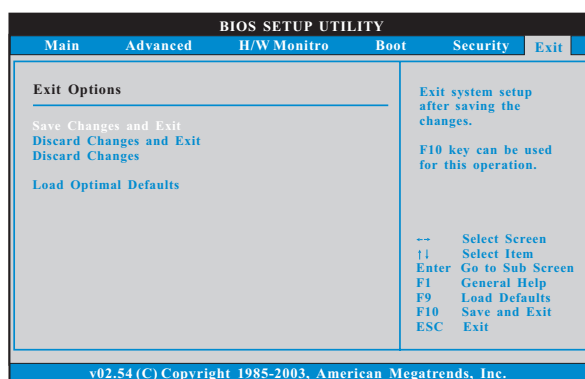 BIOS SETUP UTILITY
Main Advanced H/W Monitro Boot Security Exit
Exit Options
Save Changes and Exit
Discard Changes and Exit
Discard Changes
Load Optimal Defaults
Exit system setup
after saving the
changes.
F10 key can be used
for this operation.
←→ Select Screen
↑↓ Select Item
Enter Go to Sub Screen
F1 General Help
F9 Load Defaults
F10 Save and Exit
ESC Exit
v02.54 (C) Copyright 1985-2003, American Megatrends, Inc.